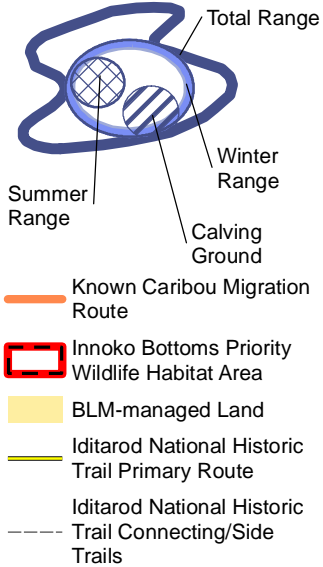 Total Range
Winter
Range
Summer
Range
Calving
Ground
Known Caribou Migration
Route
Innoko Bottoms Priority
Wildlife Habitat Area
BLM-managed Land
Iditarod National Historic
Trail Primary Route
Iditarod National Historic
Trail Connecting/Side
Trails